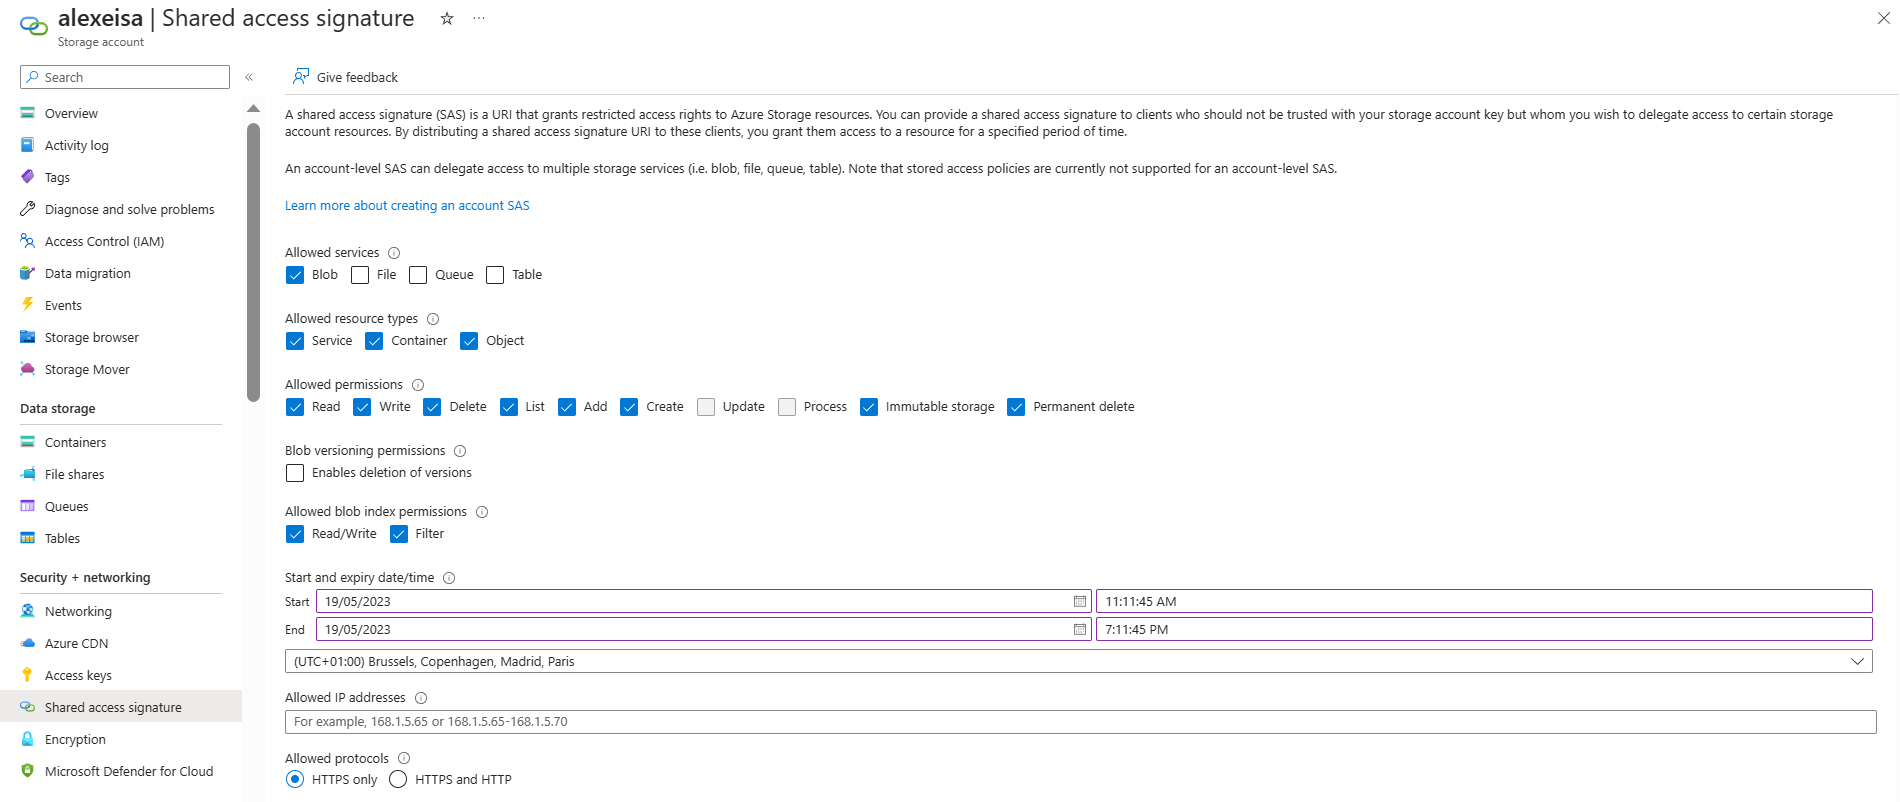 alexeisa | Shared access signature
Storage account
Search
Overview
Activity log
Tags
Diagnose and solve problems
Access Control (IAM)
Data migration
Events
Storage browser
Storage Mover
Data storage
Containers
File shares
Queues
Tables
Security + networking
Networking
Azure CDN
Access keys
Shared access signature
Encryption
Microsoft Defender for Cloud
Give feedback
A shared access signature (SAS) is a URI that grants restricted access rights to Azure Storage resources. You can provide a shared access signature to clients who should not be trusted with your storage account key but whom you wish to delegate access to certain storage
account resources. By distributing a shared access signature URI to these clients, you grant them access to a resource for a specified period of time.
An account-level SAS can delegate access to multiple storage services (i.e. blob, file, queue, table). Note that stored access policies are currently not supported for an account-level SAS.
Learn more about creating an account SAS
Allowed services
Blob File Queue Table
Allowed resource types
Service Container Object
Allowed permissions
Read Write Delete List Add Create Update Process Immutable storage Permanent delete
Blob versioning permissions
Enables deletion of versions
Allowed blob index permissions
Read/Write Filter
Start and expiry date/time
Start 19/05/2023 11:11:45 AM
End 19/05/2023 7:11:45 PM
(UTC+01:00) Brussels, Copenhagen, Madrid, Paris
Allowed IP addresses
For example, 168.1.5.65 or 168.1.5.65-168.1.5.70
Allowed protocols
HTTPS only HTTPS and HTTP